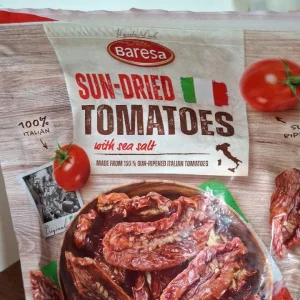 Baresa
SUN-DRIED
TOMATOES
with sea salt
MADE FROM 100 % SUN-RIPENED ITALIAN TOMATOES
100%
ITALIAN